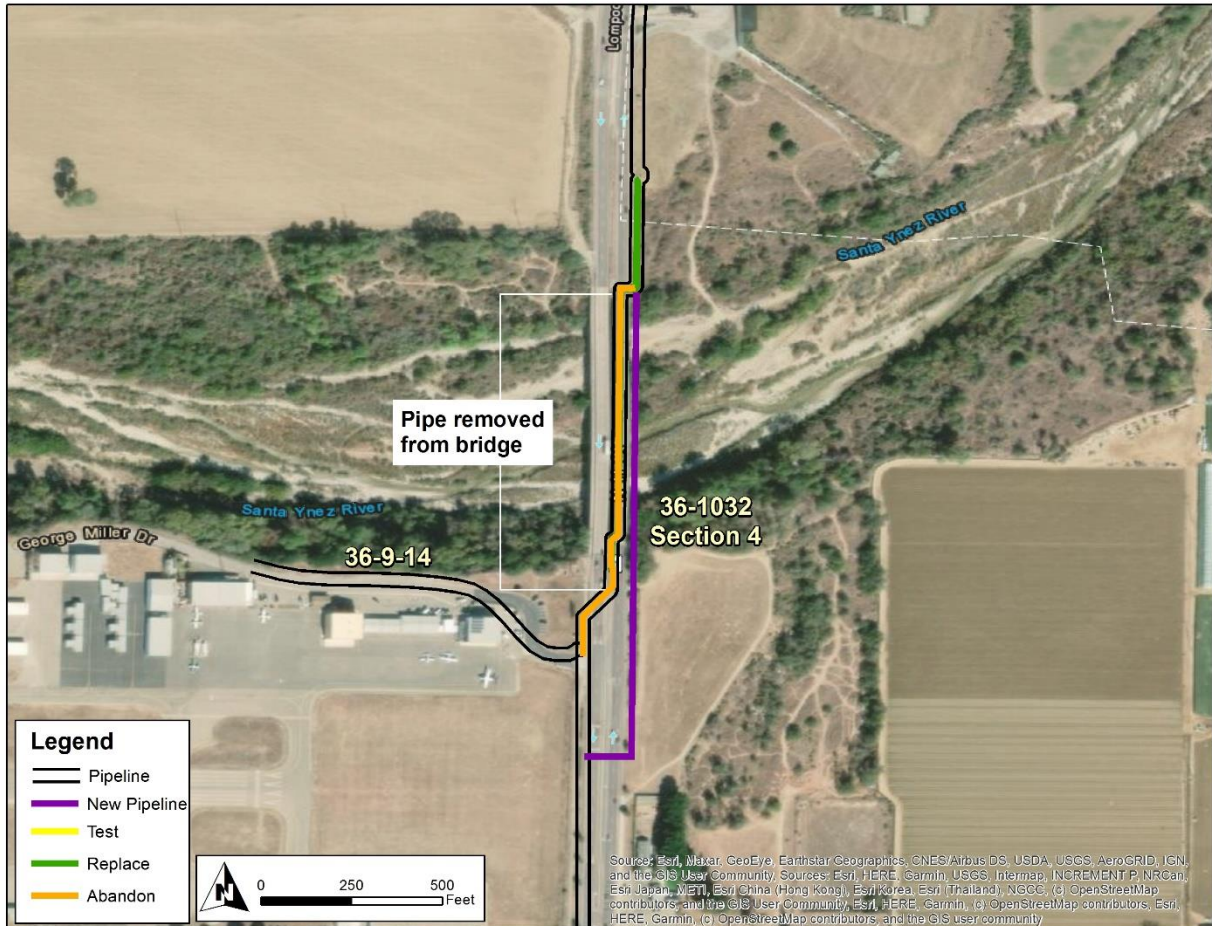 Lompoc
Santa Ynez River
Pipe removed
from bridge
Santa Ynez River
George Miller Dr
36-9-14
36-1032
Section 4
Legend
Pipeline
New Pipeline
Test
Replace
Abandon
N
0 250 500
Feet
Source: Esri, Maxar, GeoEye, Earthstar Geographics, CNES/Airbus DS, USDA, USGS, AeroGRID, IGN,
and the GIS User Community, Sources: Esri, HERE, Garmin, USGS, Intermap, INCREMENT P, NRCan,
Esri Japan, METI, Esri China (Hong Kong), Esri Korea, Esri (Thailand), NGCC, (c) OpenStreetMap
contributors, and the GIS User Community, Esri, HERE, Garmin, (c) OpenStreetMap contributors, Esri,
HERE, Garmin, (c) OpenStreetMap contributors, and the GIS user community